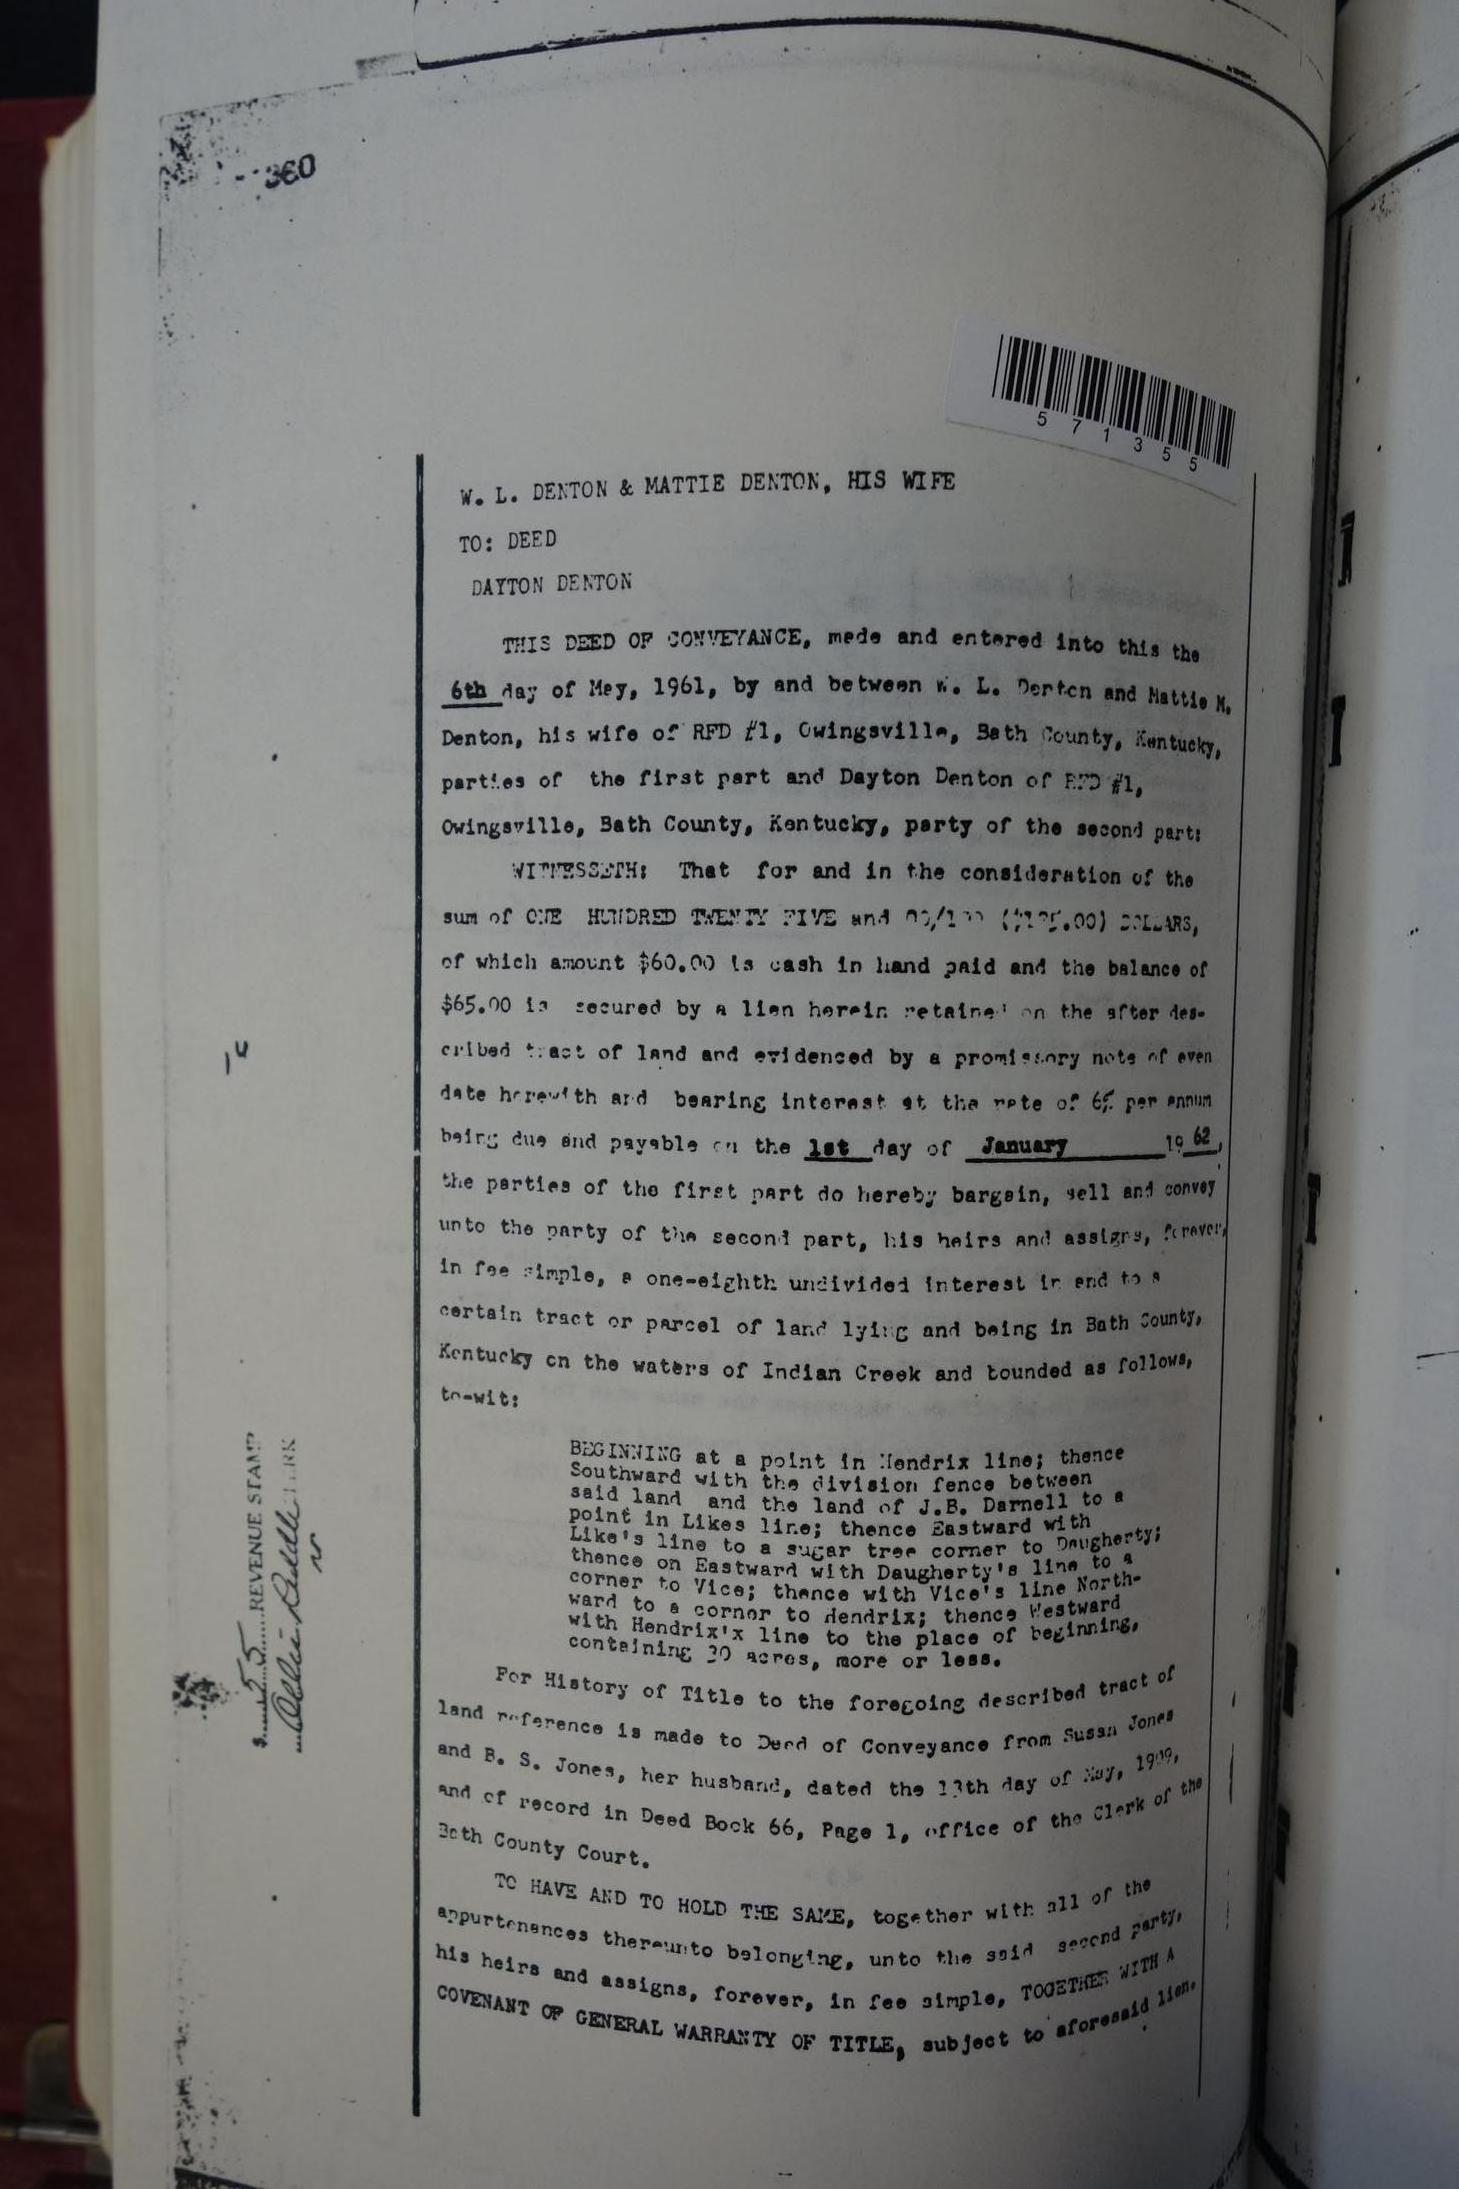 360
571355
W. L. DENTON & MATTIE DENTON, HIS WIFE
TO: DEED
DAYTON DENTON
THIS DEED OF CONVEYANCE, made and entered into this the
6th day of May, 1961, by and between W. L. Denton and Mattie M.
Denton, his wife of RFD #1, Owingsville, Bath County, Kentucky,
parties of the first part and Dayton Denton of RFD #1,
Owingsville, Bath County, Kentucky, party of the second part:
WITNESSETH: That for and in the consideration of the
sum of ONE HUNDRED TWENTY FIVE and 00/100 ($125.00) DOLLARS,
of which amount $60.00 is cash in hand paid and the balance of
$65.00 is secured by a lien herein retained on the after des-
cribed tract of land and evidenced by a promissory note of even
date herewith and bearing interest at the rate of 6% per annum
being due and payable on the 1st day of January 1962,
the parties of the first part do hereby bargain, sell and convey
unto the party of the second part, his heirs and assigns, forever,
in fee simple, a one-eighth undivided interest in and to a
certain tract or parcel of land lying and being in Bath County,
Kentucky on the waters of Indian Creek and bounded as follows,
to-wit:
BEGINNING at a point in Hendrix line; thence
Southward with the division fence between
said land and the land of J.B. Darnell to a
point in Likes line; thence Eastward with
Like's line to a sugar tree corner to Daugherty;
thence on Eastward with Daugherty's line to a
corner to Vice; thence with Vice's line North-
ward to a corner to Hendrix; thence Westward
with Hendrix'x line to the place of beginning,
containing acres, more or less.
For History of Title to the foregoing described tract of
land reference is made to Deed of Conveyance from Susan Jones
and B. S. Jones, her husband, dated the 13th day of May, 1909,
and of record in Deed Book 66, Page 1, office of the Clerk of the
Bath County Court.
TO HAVE AND TO HOLD THE SAME, together with all of the
appurtenances thereunto belonging, unto the said second party,
his heirs and assigns, forever, in fee simple, TOGETHER WITH A
COVENANT OF GENERAL WARRANTY OF TITLE, subject to aforesaid lien.
$ .55 REVENUE STAMP
CLERK